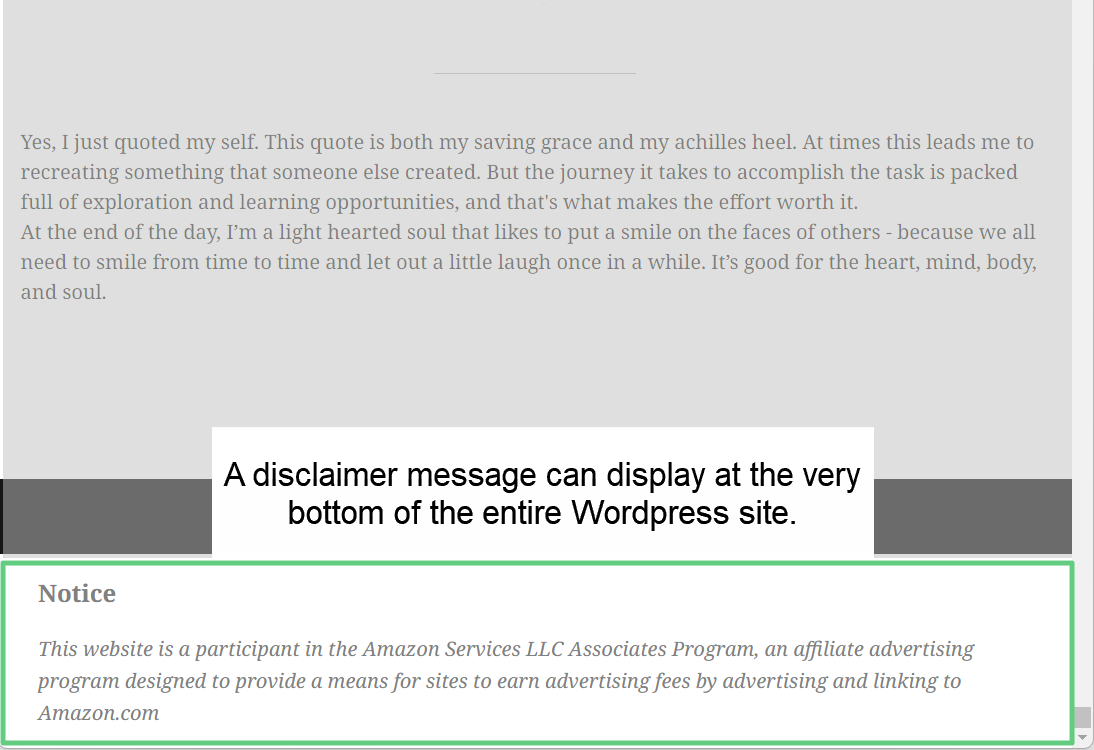 Yes, I just quoted my self. This quote is both my saving grace and my achilles heel. At times this leads me to
recreating something that someone else created. But the journey it takes to accomplish the task is packed
full of exploration and learning opportunities, and that's what makes the effort worth it.
At the end of the day, I’m a light hearted soul that likes to put a smile on the faces of others - because we all
need to smile from time to time and let out a little laugh once in a while. It’s good for the heart, mind, body,
and soul.
A disclaimer message can display at the very
bottom of the entire Wordpress site.
Notice
This website is a participant in the Amazon Services LLC Associates Program, an affiliate advertising
program designed to provide a means for sites to earn advertising fees by advertising and linking to
Amazon.com